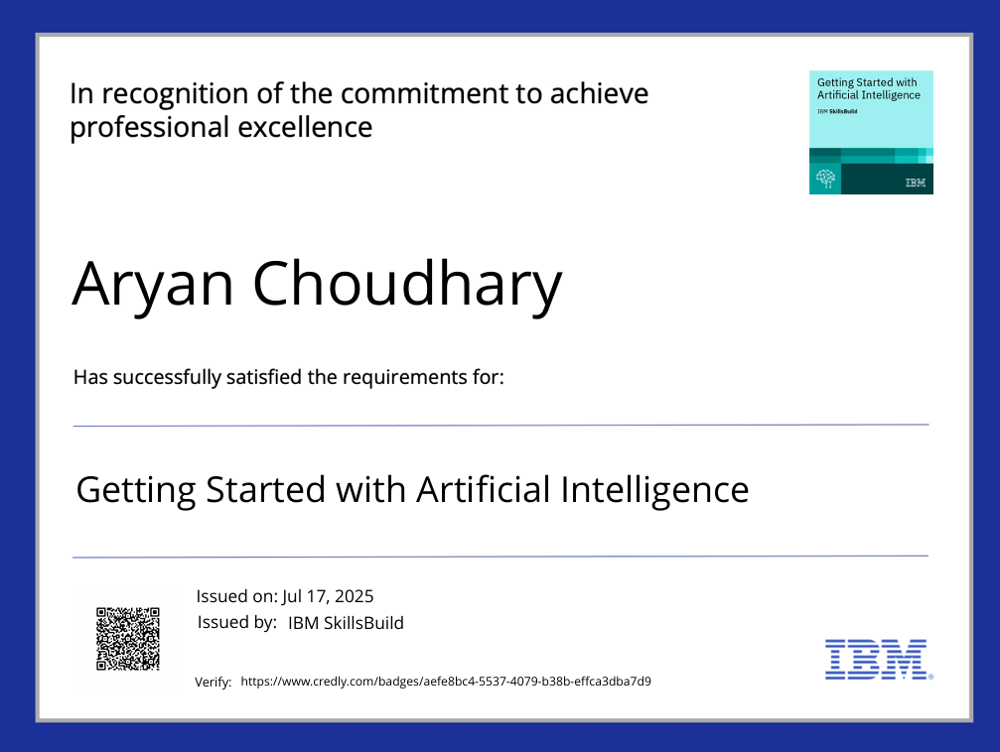 In recognition of the commitment to achieve
professional excellence
Getting Started with
Artificial Intelligence
IBM SkillsBuild
IBM
Aryan Choudhary
Has successfully satisfied the requirements for:
Getting Started with Artificial Intelligence
Issued on: Jul 17, 2025
Issued by: IBM SkillsBuild
Verify: https://www.credly.com/badges/aefe8bc4-5537-4079-b38b-effca3dba7d9
IBM®